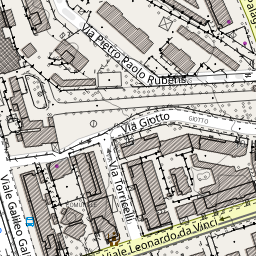 Via Pietro Paolo Rubens
Via Giotto
GIOTTO
Via Torricelli
Viale Galileo Gal
Viale Leonardo da Vinci